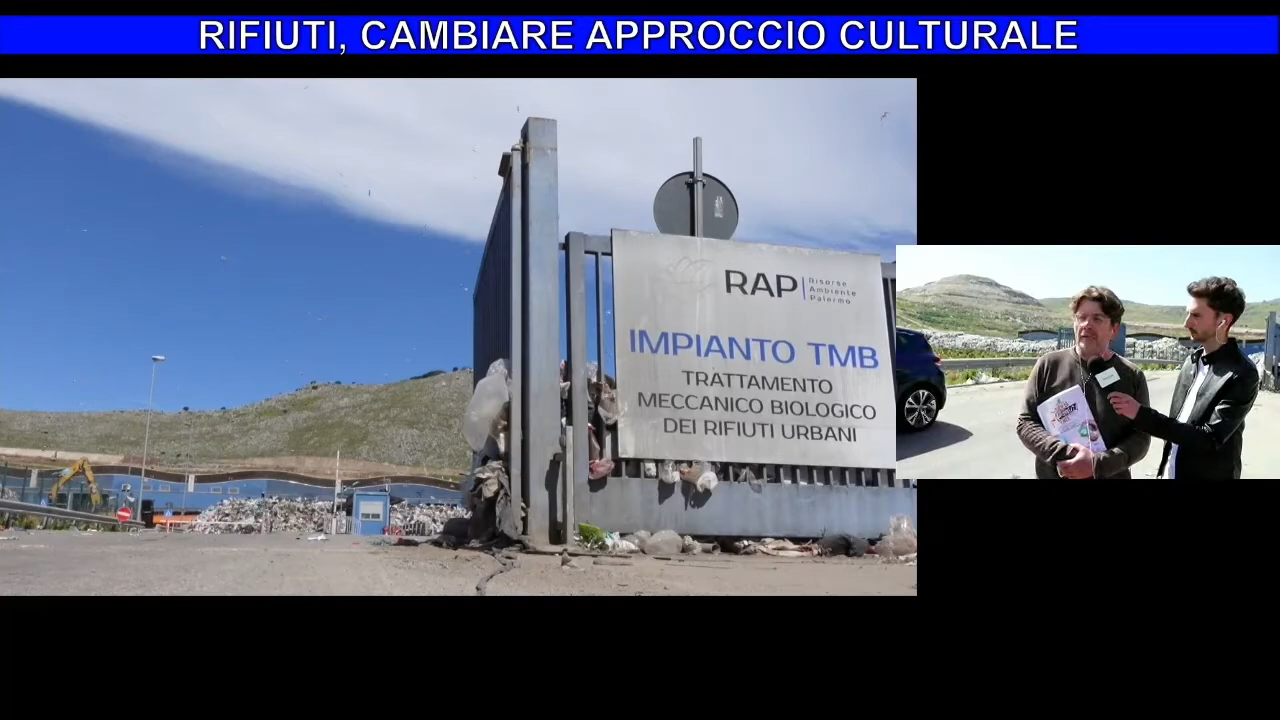 RIFIUTI, CAMBIARE APPROCCIO CULTURALE
RAP
Risorse
Ambiente
Palermo
IMPIANTO TMB
TRATTAMENTO
MECCANICO BIOLOGICO
DEI RIFIUTI URBANI